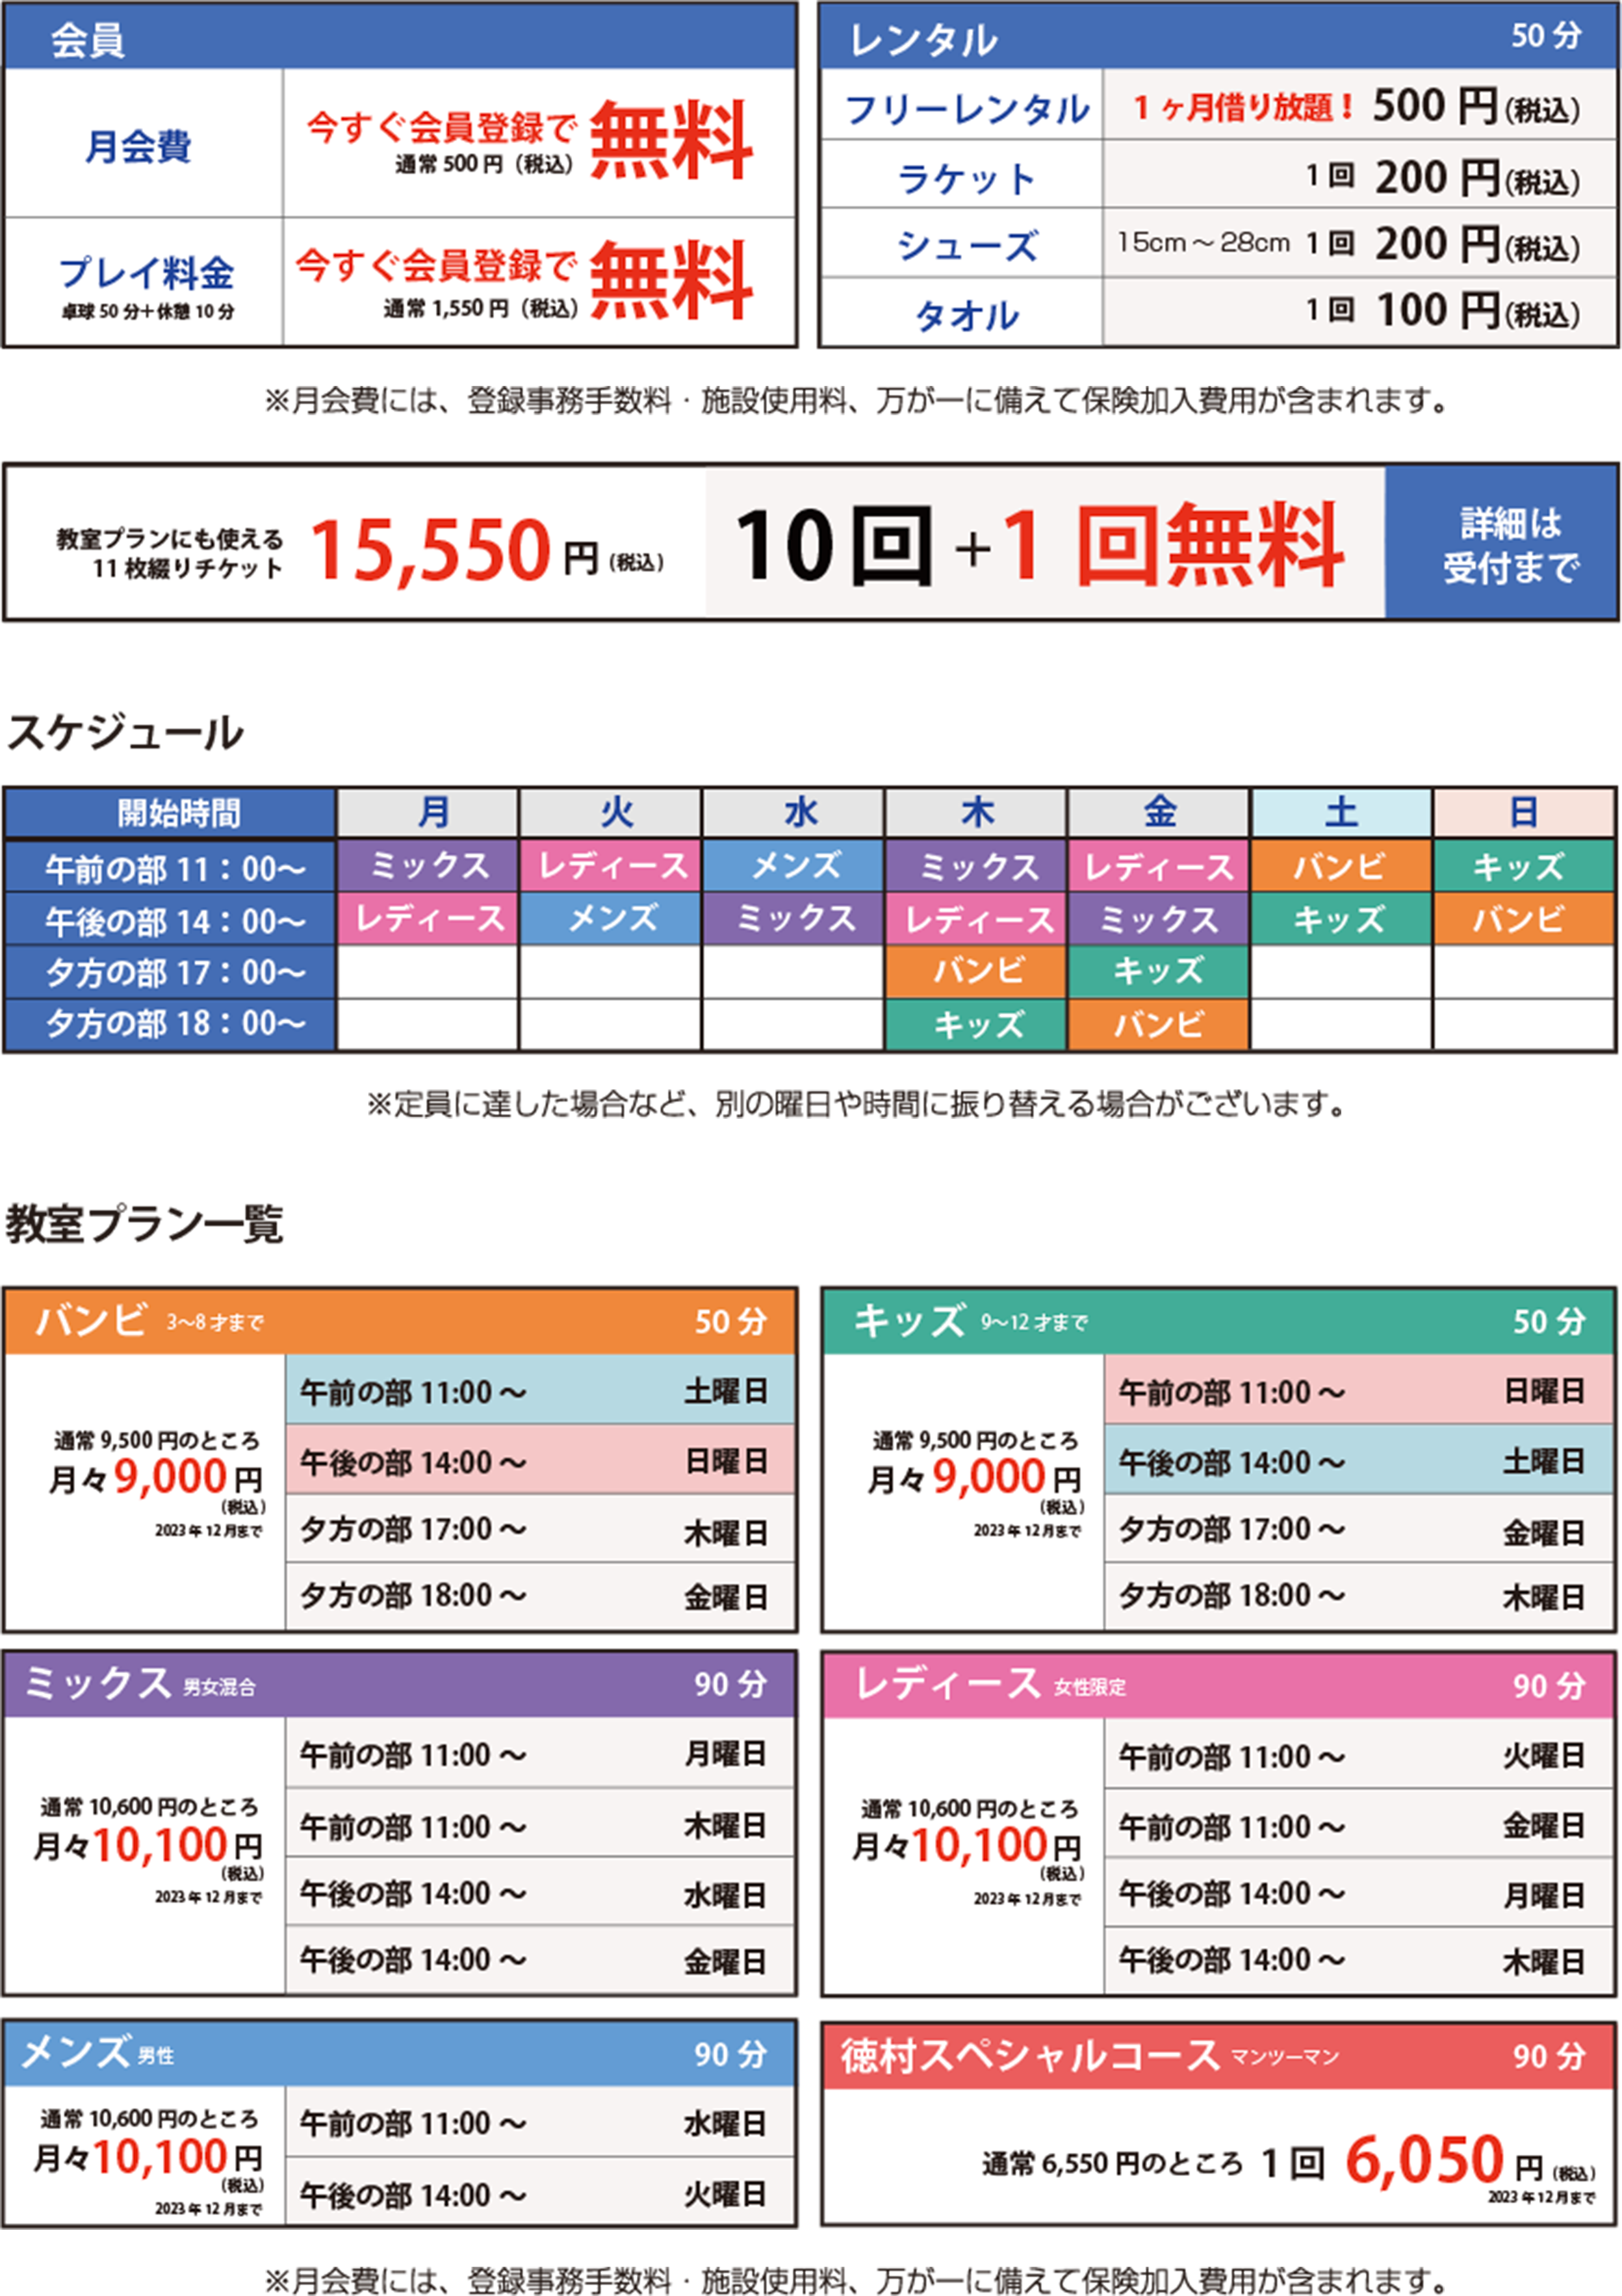 会員
月会費
今すぐ会員登録で 無料
通常 500 円（税込）
プレイ料金
卓球 50 分＋休憩 10 分
今すぐ会員登録で 無料
通常 1,550 円（税込）
レンタル 50 分
フリーレンタル 1 ヶ月借り放題！ 500 円 (税込)
ラケット 1 回 200 円 (税込)
シューズ 15cm ～ 28cm 1 回 200 円 (税込)
タオル 1 回 100 円 (税込)
※月会費には、登録事務手数料・施設使用料、万が一に備えて保険加入費用が含まれます。
教室プランにも使える
11 枚綴りチケット
15,550 円 (税込)
10 回 + 1 回無料
詳細は
受付まで
スケジュール
開始時間 月 火 水 木 金 土 日
午前の部 11：00～ ミックス レディース メンズ ミックス レディース バンビ キッズ
午後の部 14：00～ レディース メンズ ミックス レディース ミックス キッズ バンビ
夕方の部 17：00～ バンビ キッズ
夕方の部 18：00～ キッズ バンビ
※定員に達した場合など、別の曜日や時間に振り替える場合がございます。
教室プラン一覧
バンビ 3～8 才まで 50 分
通常 9,500 円のところ
月々 9,000 円
(税込)
2023 年 12 月まで
午前の部 11:00 ～ 土曜日
午後の部 14:00 ～ 日曜日
夕方の部 17:00 ～ 木曜日
夕方の部 18:00 ～ 金曜日
キッズ 9～12 才まで 50 分
通常 9,500 円のところ
月々 9,000 円
(税込)
2023 年 12 月まで
午前の部 11:00 ～ 日曜日
午後の部 14:00 ～ 土曜日
夕方の部 17:00 ～ 金曜日
夕方の部 18:00 ～ 木曜日
ミックス 男女混合 90 分
通常 10,600 円のところ
月々 10,100 円
(税込)
2023 年 12 月まで
午前の部 11:00 ～ 月曜日
午前の部 11:00 ～ 木曜日
午後の部 14:00 ～ 水曜日
午後の部 14:00 ～ 金曜日
レディース 女性限定 90 分
通常 10,600 円のところ
月々 10,100 円
(税込)
2023 年 12 月まで
午前の部 11:00 ～ 火曜日
午前の部 11:00 ～ 金曜日
午後の部 14:00 ～ 月曜日
午後の部 14:00 ～ 木曜日
メンズ 男性 90 分
通常 10,600 円のところ
月々 10,100 円
(税込)
2023 年 12 月まで
午前の部 11:00 ～ 水曜日
午後の部 14:00 ～ 火曜日
徳村スペシャルコース マンツーマン 90 分
通常 6,550 円のところ 1 回 6,050 円 (税込)
2023 年 12 月まで
※月会費には、登録事務手数料・施設使用料、万が一に備えて保険加入費用が含まれます。